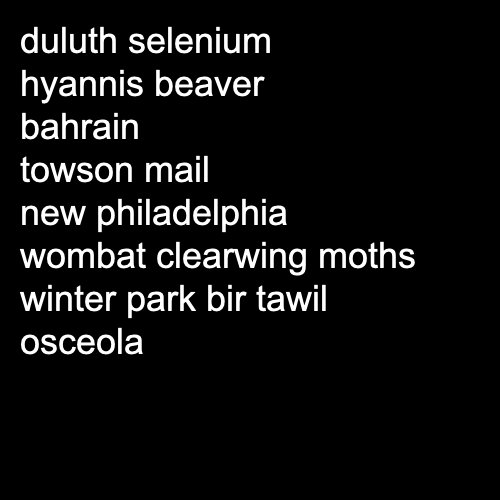 duluth selenium
hyannis beaver
bahrain
towson mail
new philadelphia
wombat clearwing moths
winter park bir tawil
osceola